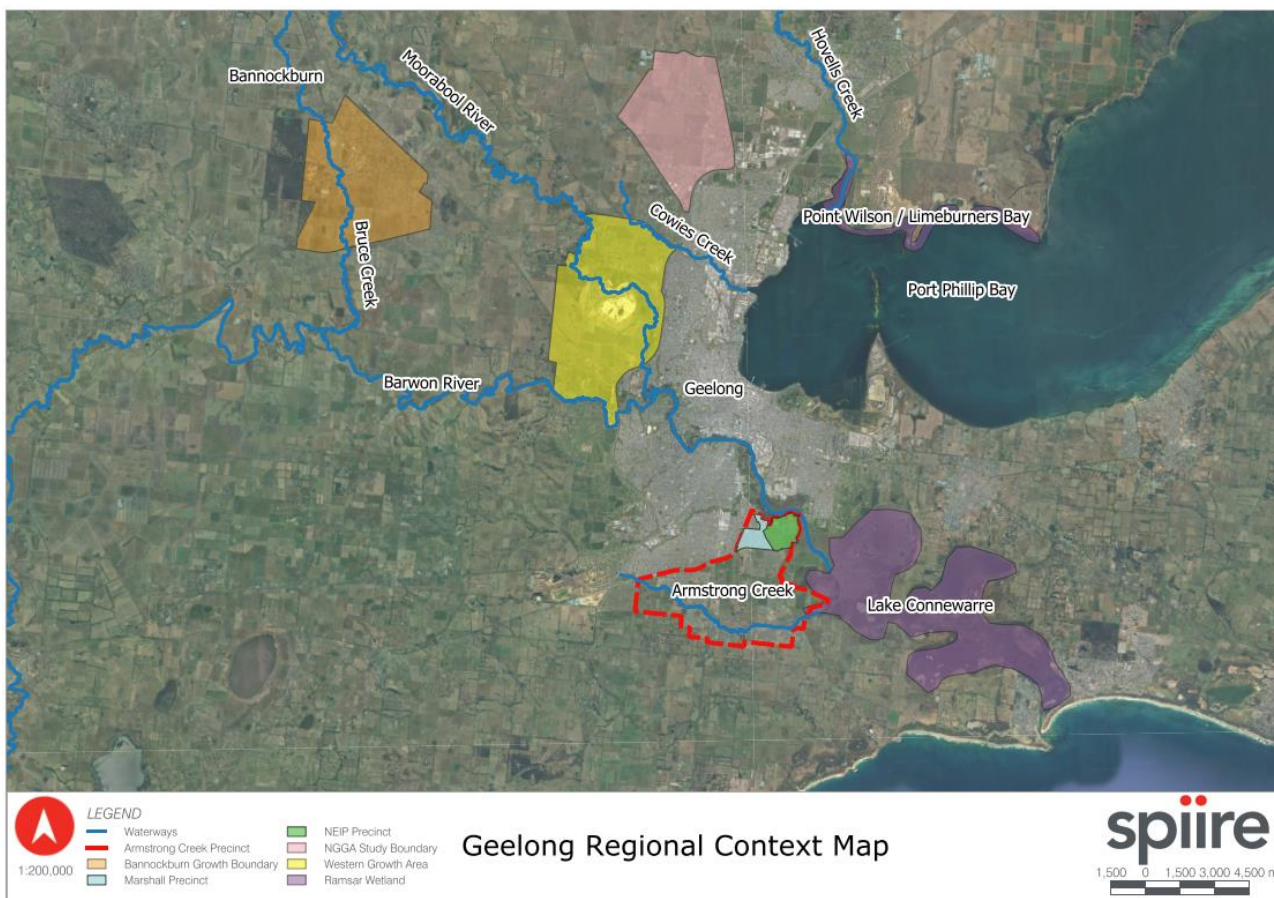 Bannockburn
Moorabool River
Hovells Creek
Cowies Creek
Point Wilson / Limeburners Bay
Bruce Creek
Port Phillip Bay
Barwon River
Geelong
Armstrong Creek
Lake Connewarre
LEGEND
Waterways
Armstrong Creek Precinct
Bannockburn Growth Boundary
Marshall Precinct
NEIP Precinct
NGGA Study Boundary
Western Growth Area
Ramsar Wetland
1:200,000
Geelong Regional Context Map
spiire
1,500 0 1,500 3,000 4,500 m